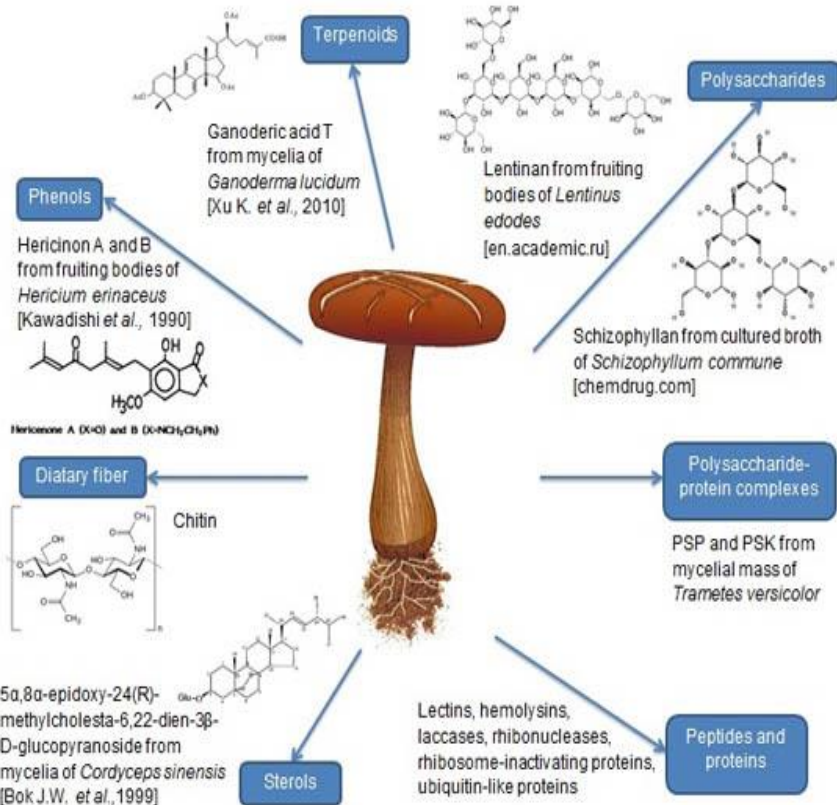 Terpenoids
Ganoderic acid T
from mycelia of
Ganoderma lucidum
[Xu K. et al., 2010]
Polysaccharides
Lentinan from fruiting
bodies of Lentinus
edodes
[en.academic.ru]
Schizophyllan from cultured broth
of Schizophyllum commune
[chemdrug.com]
Phenols
Hericinon A and B
from fruiting bodies of
Hericium erinaceus
[Kawadishi et al., 1990]
Hericenone A (X=O) and B (X=NCH₂CH₂Ph)
Diatary fiber
Chitin
Polysaccharide-
protein complexes
PSP and PSK from
mycelial mass of
Trametes versicolor
5α,8α-epidoxy-24(R)-
methylcholesta-6,22-dien-3β-
D-glucopyranoside from
mycelia of Cordyceps sinensis
[Bok J.W. et al.,1999]
Sterols
Lectins, hemolysins,
laccases, rhibonucleases,
rhibosome-inactivating proteins,
ubiquitin-like proteins
Peptides and
proteins